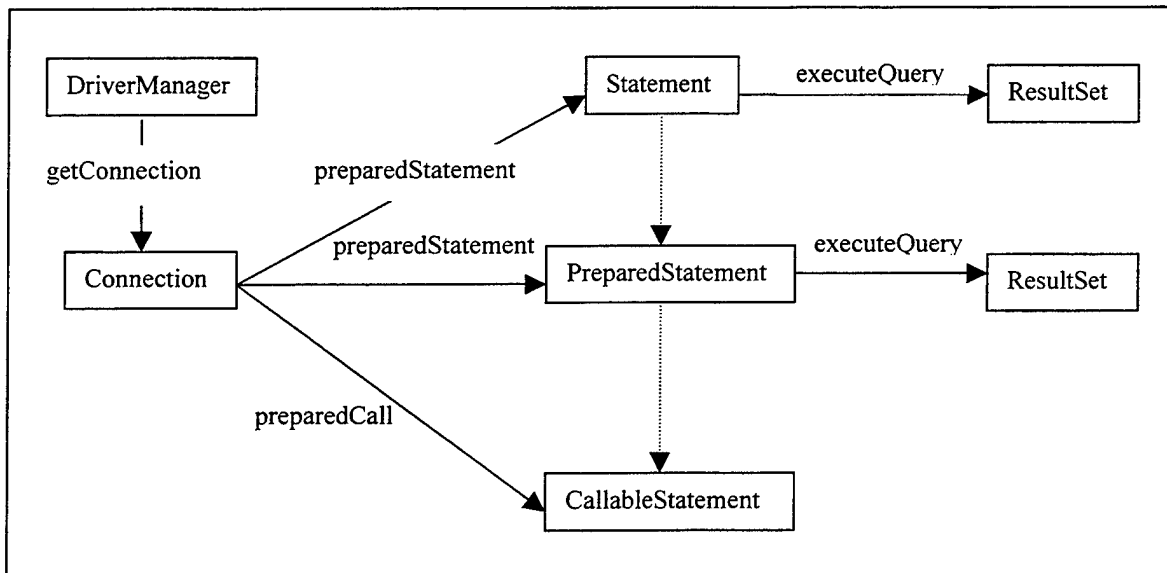 DriverManager
Statement
executeQuery
ResultSet
getConnection
preparedStatement
preparedStatement
executeQuery
Connection
PreparedStatement
ResultSet
preparedCall
CallableStatement